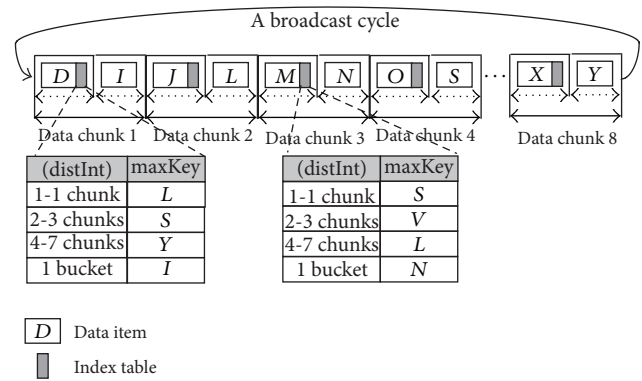 A broadcast cycle
D I J L M N O S ··· X Y
Data chunk 1 Data chunk 2 Data chunk 3 Data chunk 4 Data chunk 8
(distInt) maxKey
1-1 chunk L
2-3 chunks S
4-7 chunks Y
1 bucket I
(distInt) maxKey
1-1 chunk S
2-3 chunks V
4-7 chunks L
1 bucket N
D Data item
Index table